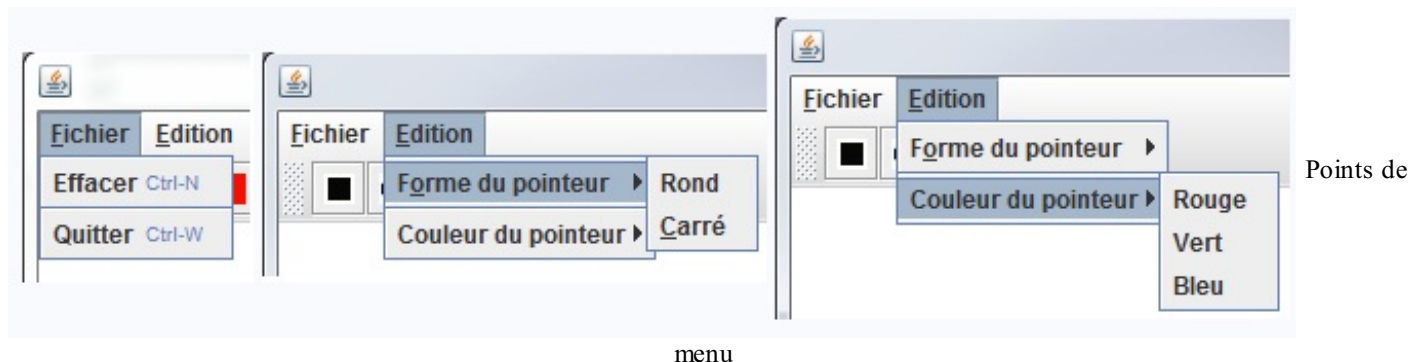 Fichier Edition
Effacer Ctrl-N
Quitter Ctrl-W
Fichier Edition
Forme du pointeur
Couleur du pointeur
Rond
Carré
Fichier Edition
Forme du pointeur
Couleur du pointeur
Rouge
Vert
Bleu
Points de
menu